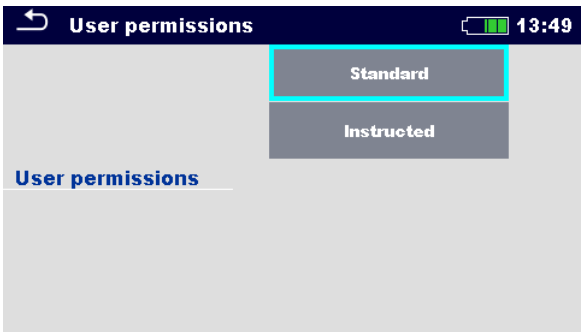 User permissions 13:49
Standard
Instructed
User permissions